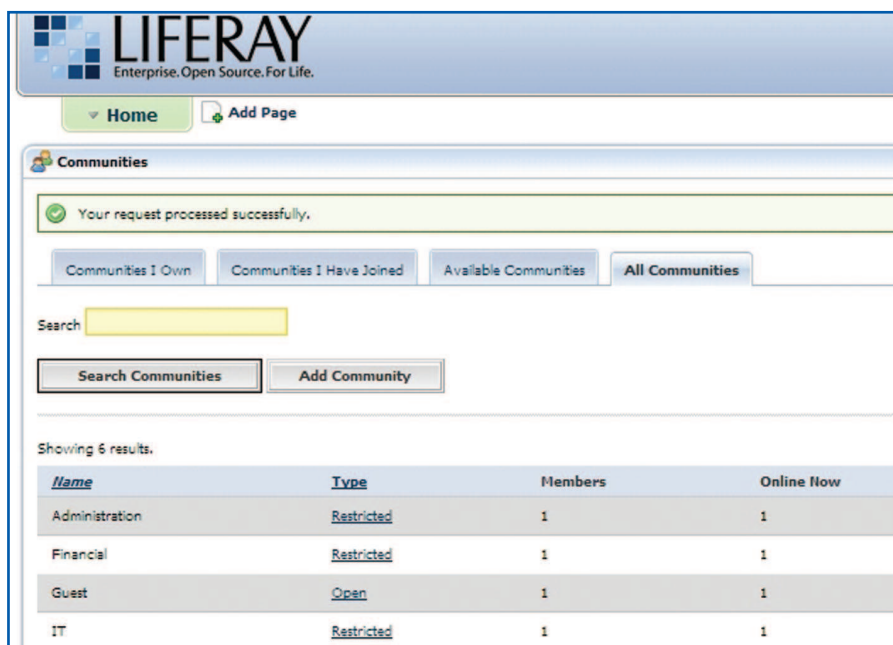 LIFERAY
Enterprise. Open Source. For Life.
Home Add Page
Communities
Your request processed successfully.
Communities I Own Communities I Have Joined Available Communities All Communities
Search
Search Communities Add Community
Showing 6 results.
Name Type Members Online Now
Administration Restricted 1 1
Financial Restricted 1 1
Guest Open 1 1
IT Restricted 1 1